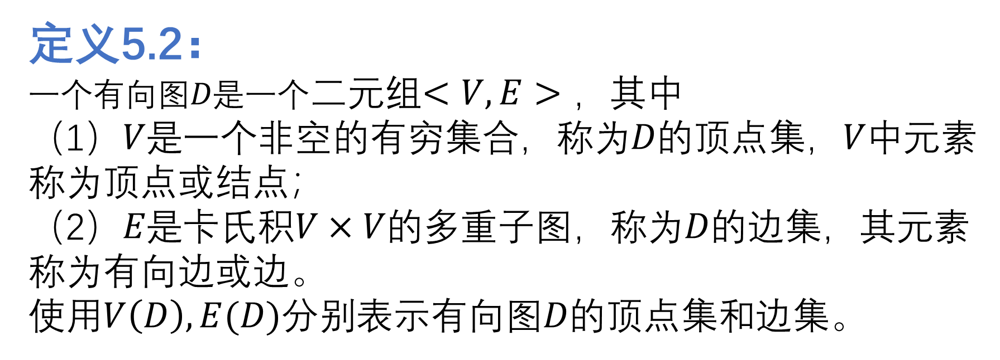 定义5.2：
一个有向图D是一个二元组< V, E >，其中
（1）V是一个非空的有穷集合，称为D的顶点集，V中元素
称为顶点或结点；
（2）E是卡氏积V × V的多重子图，称为D的边集，其元素
称为有向边或边。
使用V(D), E(D)分别表示有向图D的顶点集和边集。